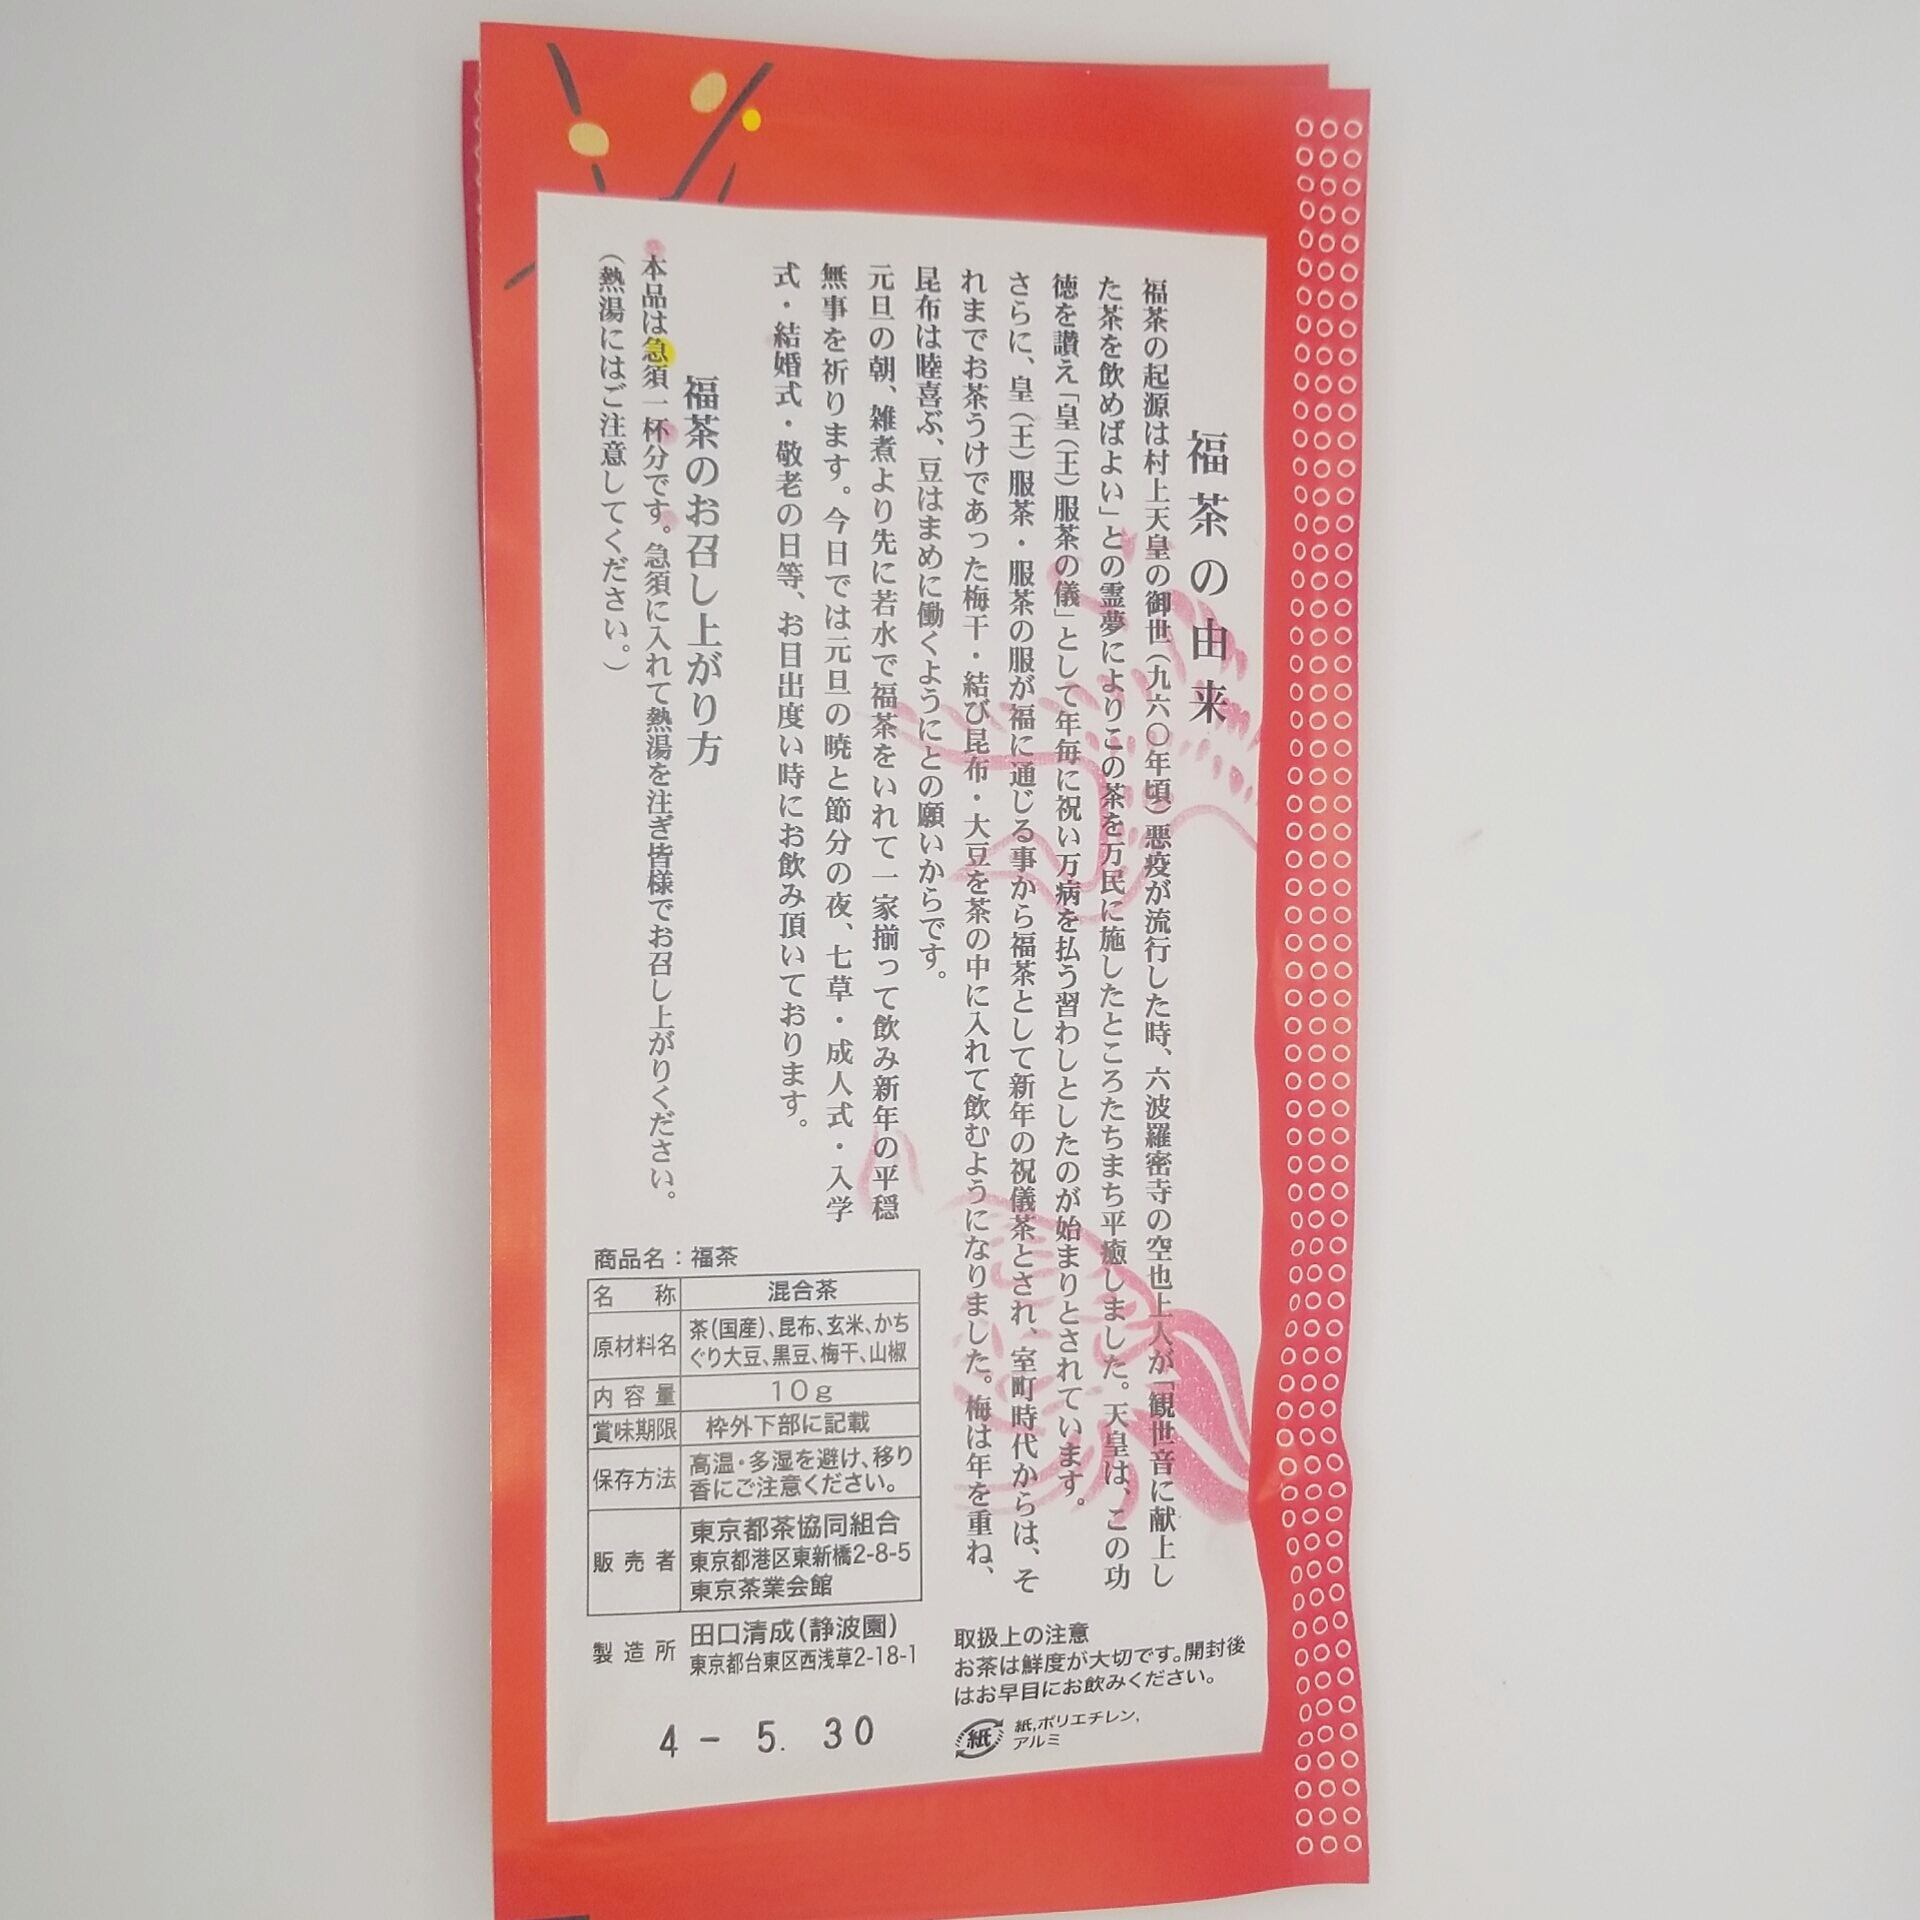 福茶の由来
福茶の起源は村上天皇の御世（九六〇年頃）悪疫が流行した時、六波羅密寺の空也上人が「観世音に献上し
た茶を飲めばよい」との霊夢によりこの茶を万民に施したところたちまち平癒しました。天皇は、この功
徳を讃え「皇（王）服茶の儀」として年毎に祝い万病を払う習わしとしたのが始まりとされています。
さらに、皇（王）服茶・服茶の服が福に通じる事から福茶として新年の祝儀茶とされ、室町時代からは、そ
れまでお茶うけであった梅干・結び昆布・大豆を茶の中に入れて飲むようになりました。梅は年を重ね、
昆布は睦喜ぶ、豆はまめに働くようにとの願いからです。
元旦の朝、雑煮より先に若水で福茶をいれて一家揃って飲み新年の平穏
無事を祈ります。今日では元旦の暁と節分の夜、七草・成人式・入学
式・結婚式・敬老の日等、お目出度い時にお飲み頂いております。
福茶のお召し上がり方
本品は急須一杯分です。急須に入れて熱湯を注ぎ皆様でお召し上がりください。
（熱湯にはご注意してください。）
商品名：福茶
名称 混合茶
原材料名 茶（国産）、昆布、玄米、かち
ぐり大豆、黒豆、梅干、山椒
内容量 10g
賞味期限 枠外下部に記載
保存方法 高温・多湿を避け、移り
香にご注意ください。
販売者 東京都茶協同組合
東京都港区東新橋2-8-5
東京茶業会館
製造所 田口清成（静波園）
東京都台東区西浅草2-18-1
4 - 5. 30
取扱上の注意
お茶は鮮度が大切です。開封後
はお早目にお飲みください。
紙 紙,ポリエチレン,
アルミ